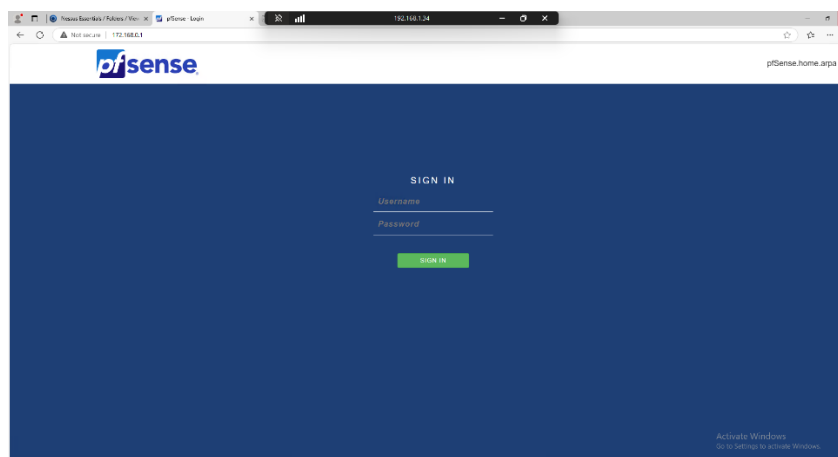 Nessus Essentials / Folders / View
pfSense - Login
192.168.1.34
Not secure
172.168.0.1
pfsense
pfSense.home.arpa
SIGN IN
Username
Password
SIGN IN
Activate Windows
Go to Settings to activate Windows.